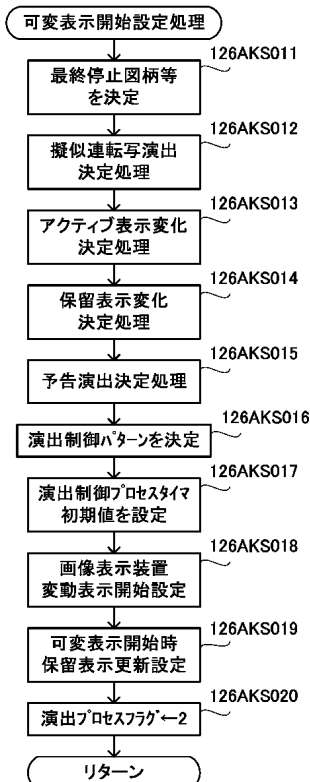 可変表示開始設定処理
126AKS011
最終停止図柄等
を決定
126AKS012
擬似連転写演出
決定処理
126AKS013
アクティブ表示変化
決定処理
126AKS014
保留表示変化
決定処理
126AKS015
予告演出決定処理
126AKS016
演出制御パターンを決定
126AKS017
演出制御プロセスタイマ
初期値を設定
126AKS018
画像表示装置
変動表示開始設定
126AKS019
可変表示開始時
保留表示更新設定
126AKS020
演出プロセスフラグ←2
リターン